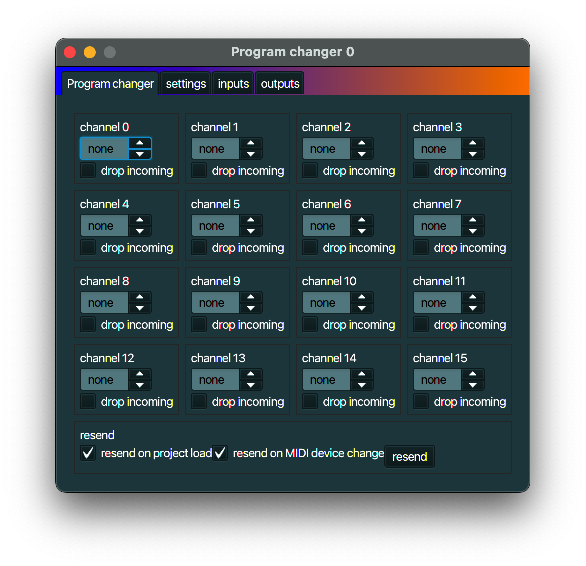 Program changer 0
Program changer settings inputs outputs
channel 0 channel 1 channel 2 channel 3
none none none none
drop incoming drop incoming drop incoming drop incoming
channel 4 channel 5 channel 6 channel 7
none none none none
drop incoming drop incoming drop incoming drop incoming
channel 8 channel 9 channel 10 channel 11
none none none none
drop incoming drop incoming drop incoming drop incoming
channel 12 channel 13 channel 14 channel 15
none none none none
drop incoming drop incoming drop incoming drop incoming
resend
resend on project load resend on MIDI device change resend